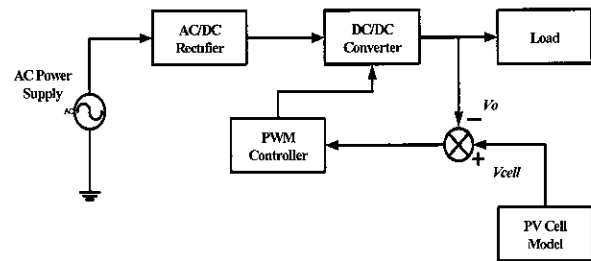 AC/DC
Rectifier
DC/DC
Converter
Load
AC Power
Supply
AC
Vo
PWM
Controller
Vcell
PV Cell
Model